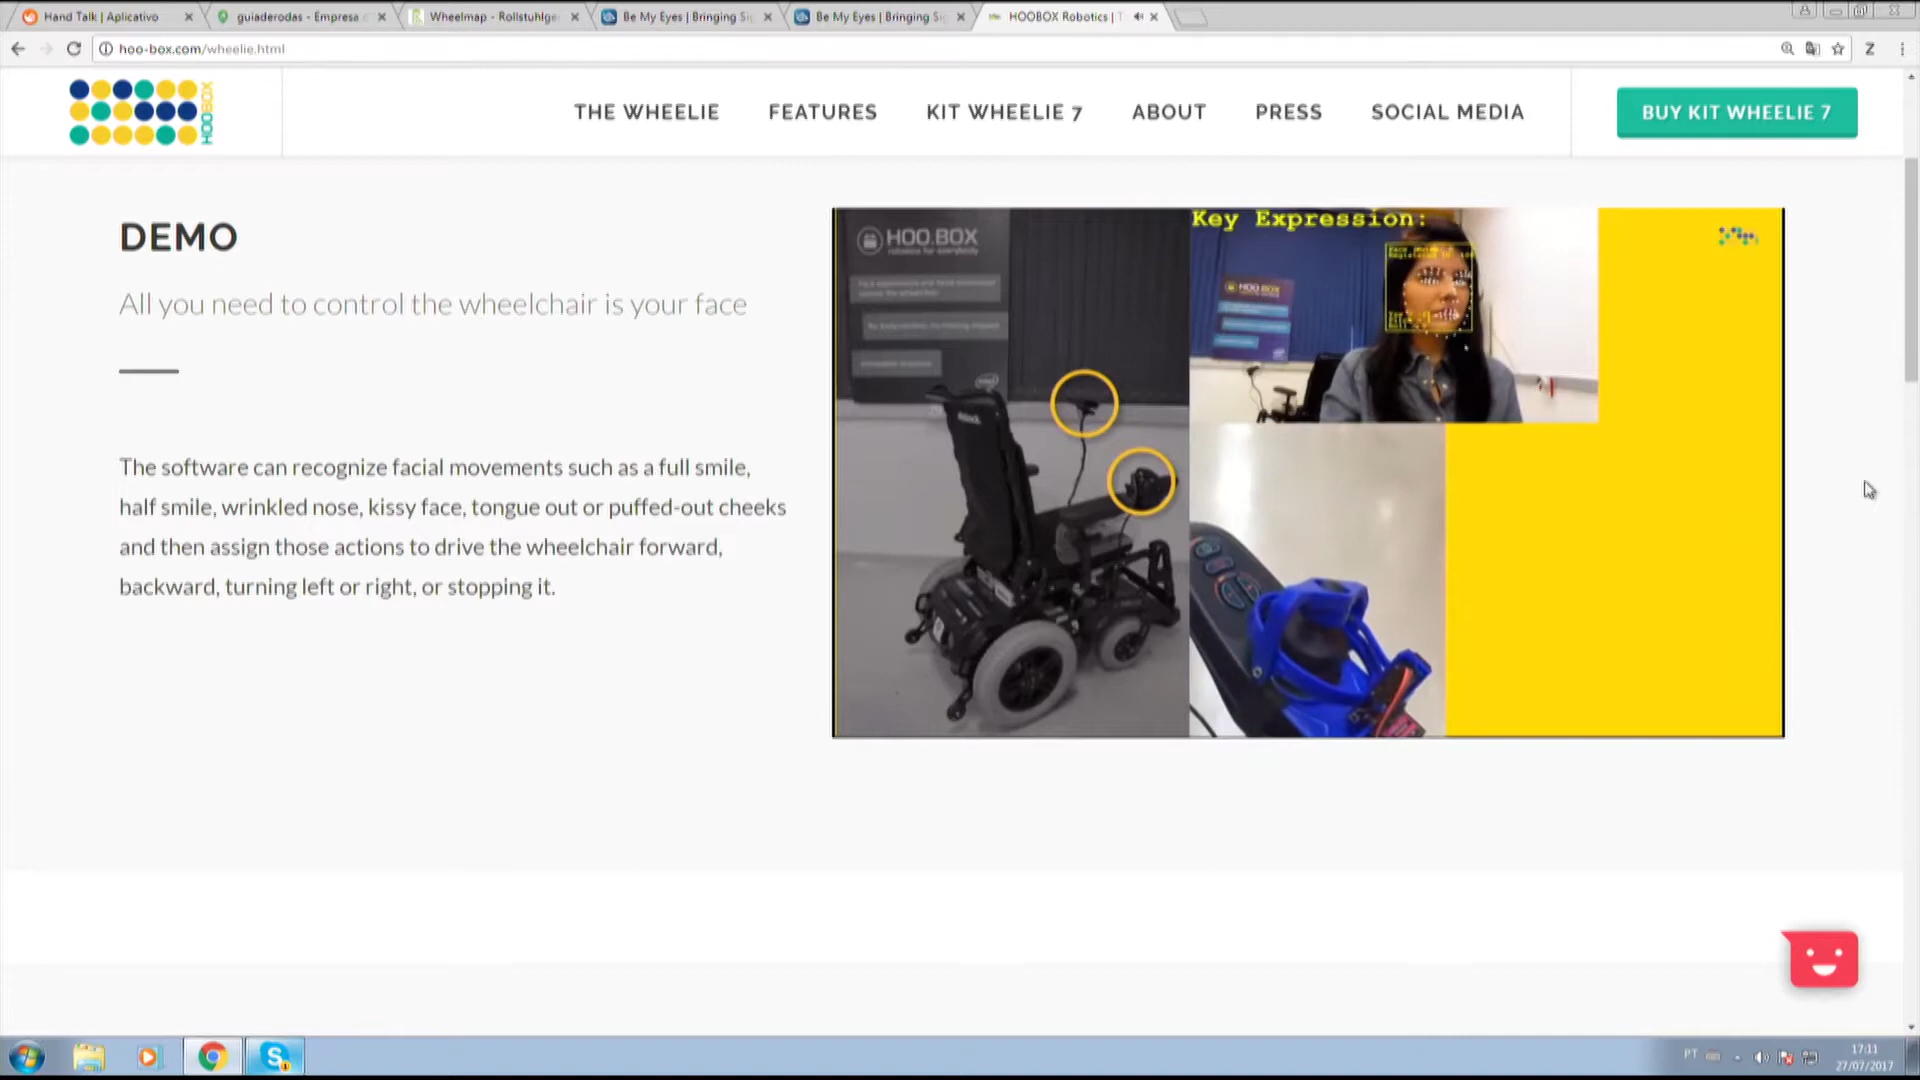 Hand Talk | Aplicativo
guiaderodas - Empresa
Wheelmap - Rollstuhlge
Be My Eyes | Bringing Si
Be My Eyes | Bringing Si
HOOBOX Robotics | T
hoo-box.com/wheelie.html
HOOBOX
THE WHEELIE
FEATURES
KIT WHEELIE 7
ABOUT
PRESS
SOCIAL MEDIA
BUY KIT WHEELIE 7
DEMO
All you need to control the wheelchair is your face
The software can recognize facial movements such as a full smile,
half smile, wrinkled nose, kissy face, tongue out or puffed-out cheeks
and then assign those actions to drive the wheelchair forward,
backward, turning left or right, or stopping it.
HOO.BOX
robotics for everybody
Key Expression:
HOO.BOX
PT
17:11
27/07/2017